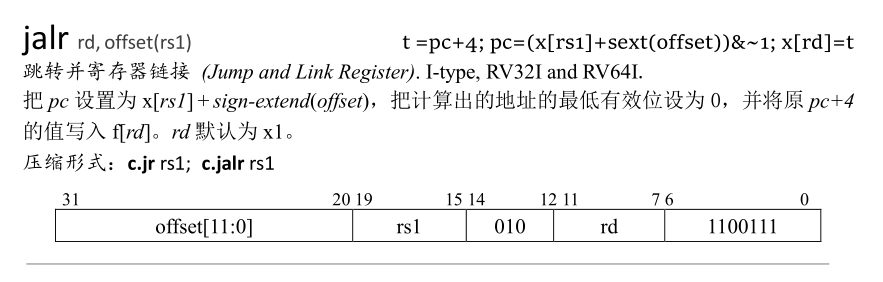 jalr rd, offset(rs1) t =pc+4; pc=(x[rs1]+sext(offset))&~1; x[rd]=t
跳转并寄存器链接 (Jump and Link Register). I-type, RV32I and RV64I.
把 pc 设置为 x[rs1] + sign-extend(offset)，把计算出的地址的最低有效位设为 0，并将原 pc+4
的值写入 f[rd]。rd 默认为 x1。
压缩形式：c.jr rs1; c.jalr rs1
31 20 19 15 14 12 11 7 6 0
offset[11:0] rs1 010 rd 1100111